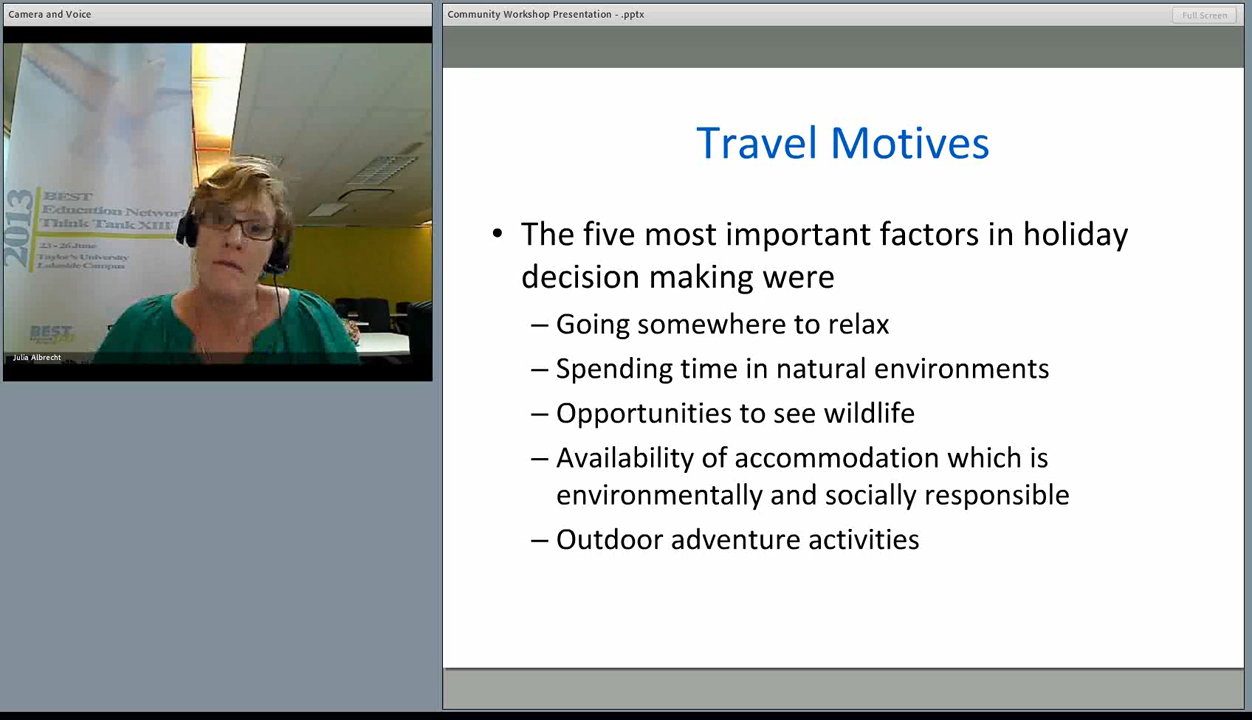 Camera and Voice
2013
BEST
Education Network
Think Tank XIII
23 - 26 June
Taylor's University
Lakeside Campus
BEST
Julia Albrecht
Community Workshop Presentation - .pptx
Full Screen
Travel Motives
• The five most important factors in holiday
decision making were
– Going somewhere to relax
– Spending time in natural environments
– Opportunities to see wildlife
– Availability of accommodation which is
environmentally and socially responsible
– Outdoor adventure activities